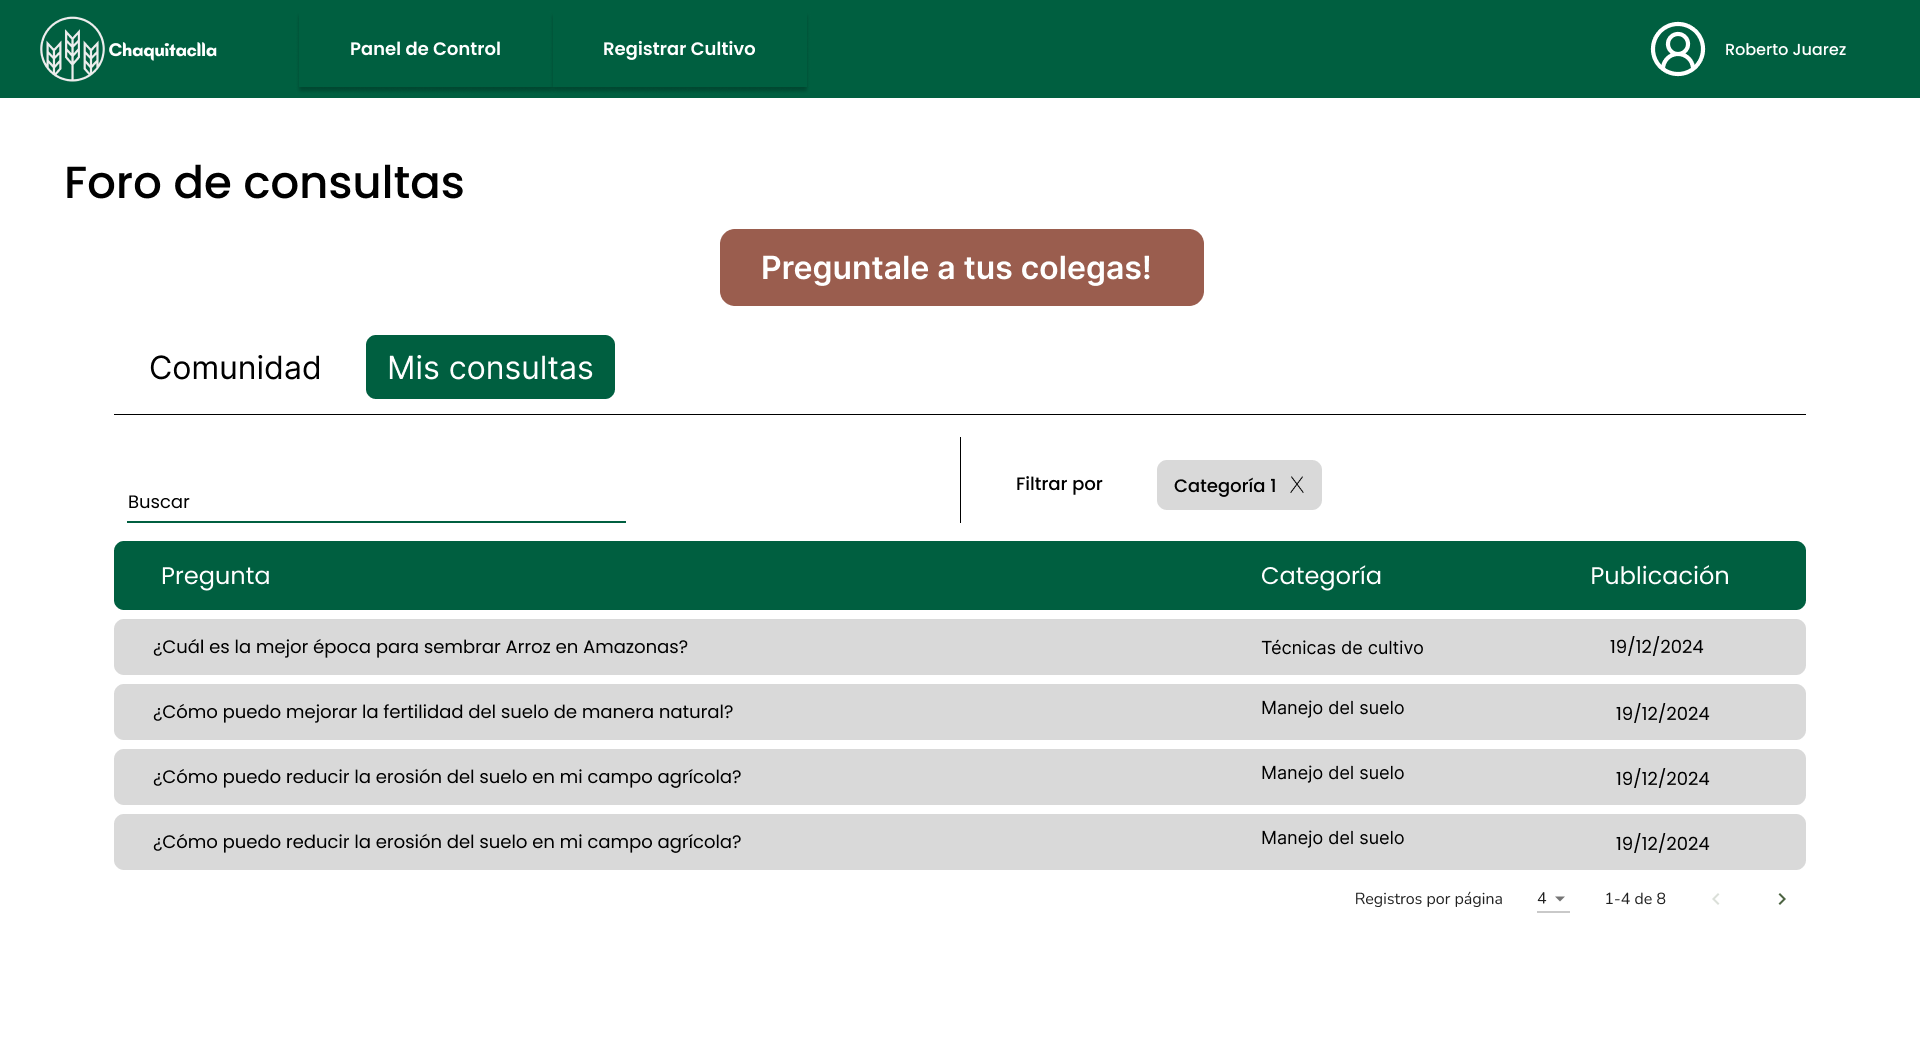 Chaquitaclla
Panel de Control
Registrar Cultivo
Roberto Juarez
Foro de consultas
Preguntale a tus colegas!
Comunidad
Mis consultas
Buscar
Filtrar por
Categoría 1 X
Pregunta Categoría Publicación
¿Cuál es la mejor época para sembrar Arroz en Amazonas? Técnicas de cultivo 19/12/2024
¿Cómo puedo mejorar la fertilidad del suelo de manera natural? Manejo del suelo 19/12/2024
¿Cómo puedo reducir la erosión del suelo en mi campo agrícola? Manejo del suelo 19/12/2024
¿Cómo puedo reducir la erosión del suelo en mi campo agrícola? Manejo del suelo 19/12/2024
Registros por página 4 1-4 de 8